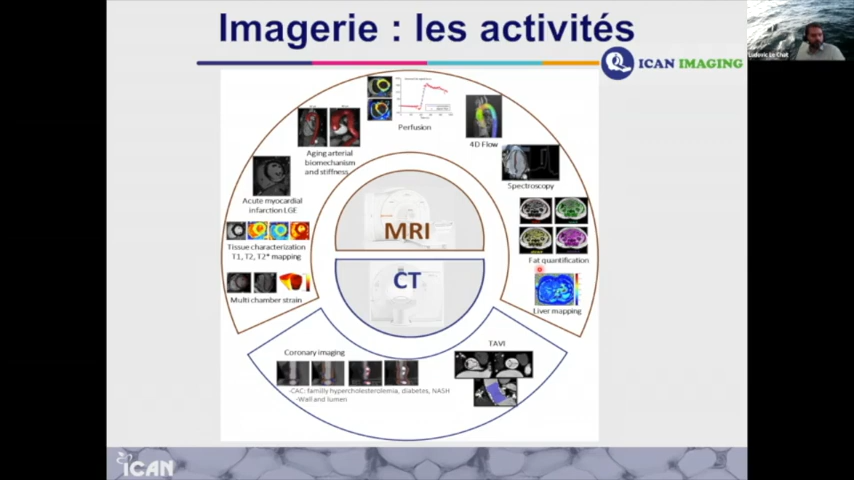 Imagerie : les activités
Ludovic Le Chat
ICAN IMAGING
Perfusion
4D Flow
Aging arterial
biomechanism
and stiffness
Spectroscopy
Acute myocardial
infarction LGE
Tissue characterization
T1, T2, T2* mapping
Fat quantification
Multi chamber strain
Liver mapping
MRI
CT
Coronary imaging
-CAC: familly hypercholesterolemia, diabetes, NASH
-Wall and lumen
TAVI
ICAN